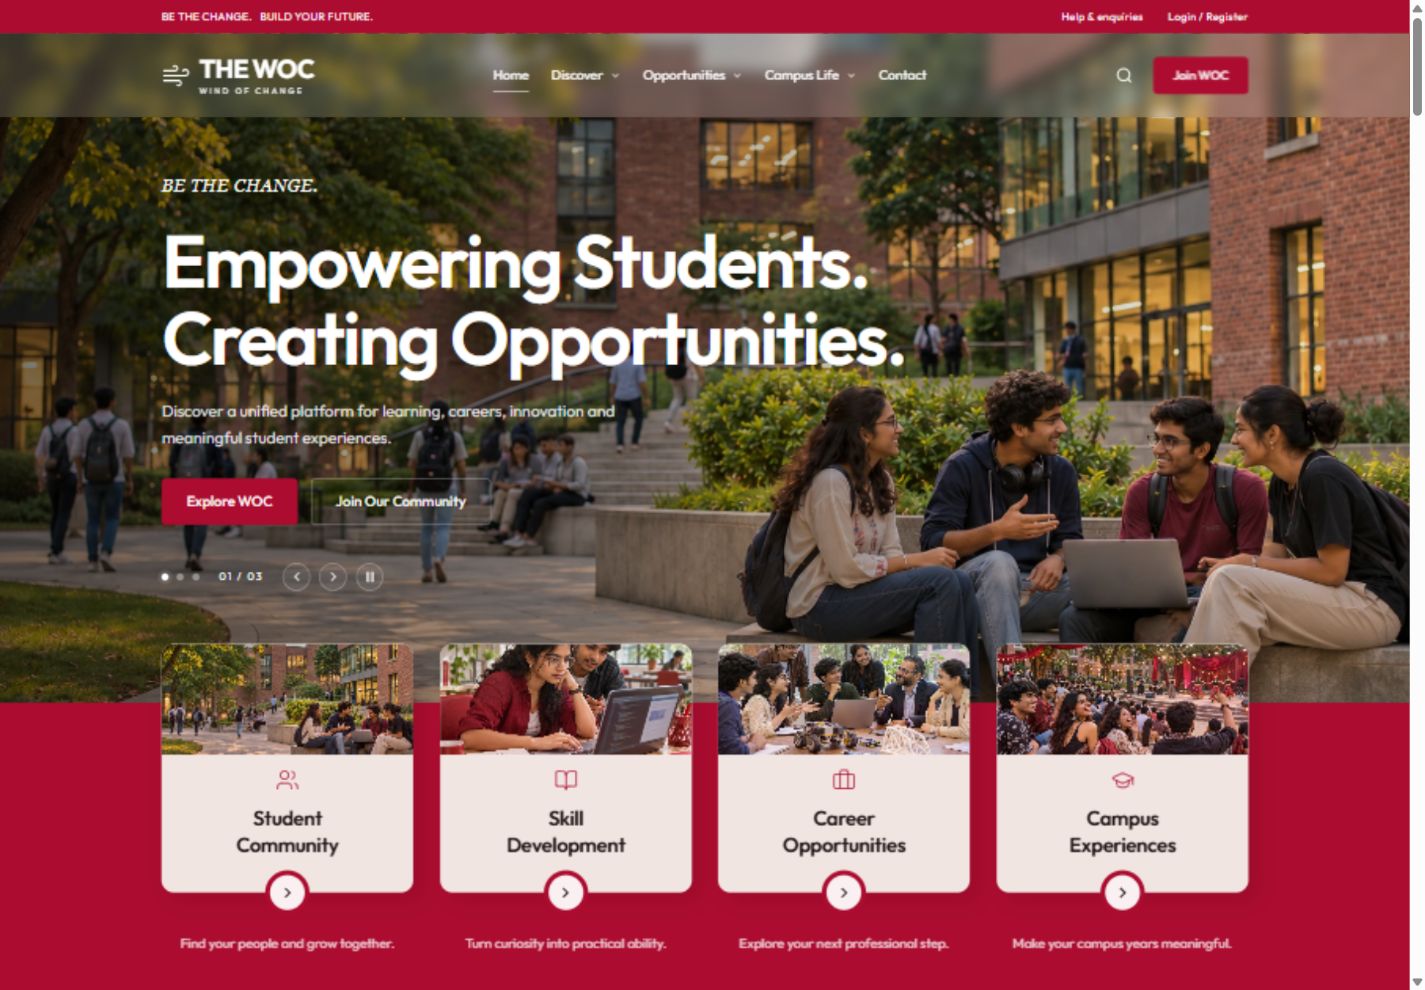 BE THE CHANGE. BUILD YOUR FUTURE.
Help & enquiries Login / Register
THE WOC
WIND OF CHANGE
Home Discover Opportunities Campus Life Contact
Join WOC
BE THE CHANGE.
Empowering Students.
Creating Opportunities.
Discover a unified platform for learning, careers, innovation and
meaningful student experiences.
Explore WOC Join Our Community
01 / 03
Student
Community
Find your people and grow together.
Skill
Development
Turn curiosity into practical ability.
Career
Opportunities
Explore your next professional step.
Campus
Experiences
Make your campus years meaningful.